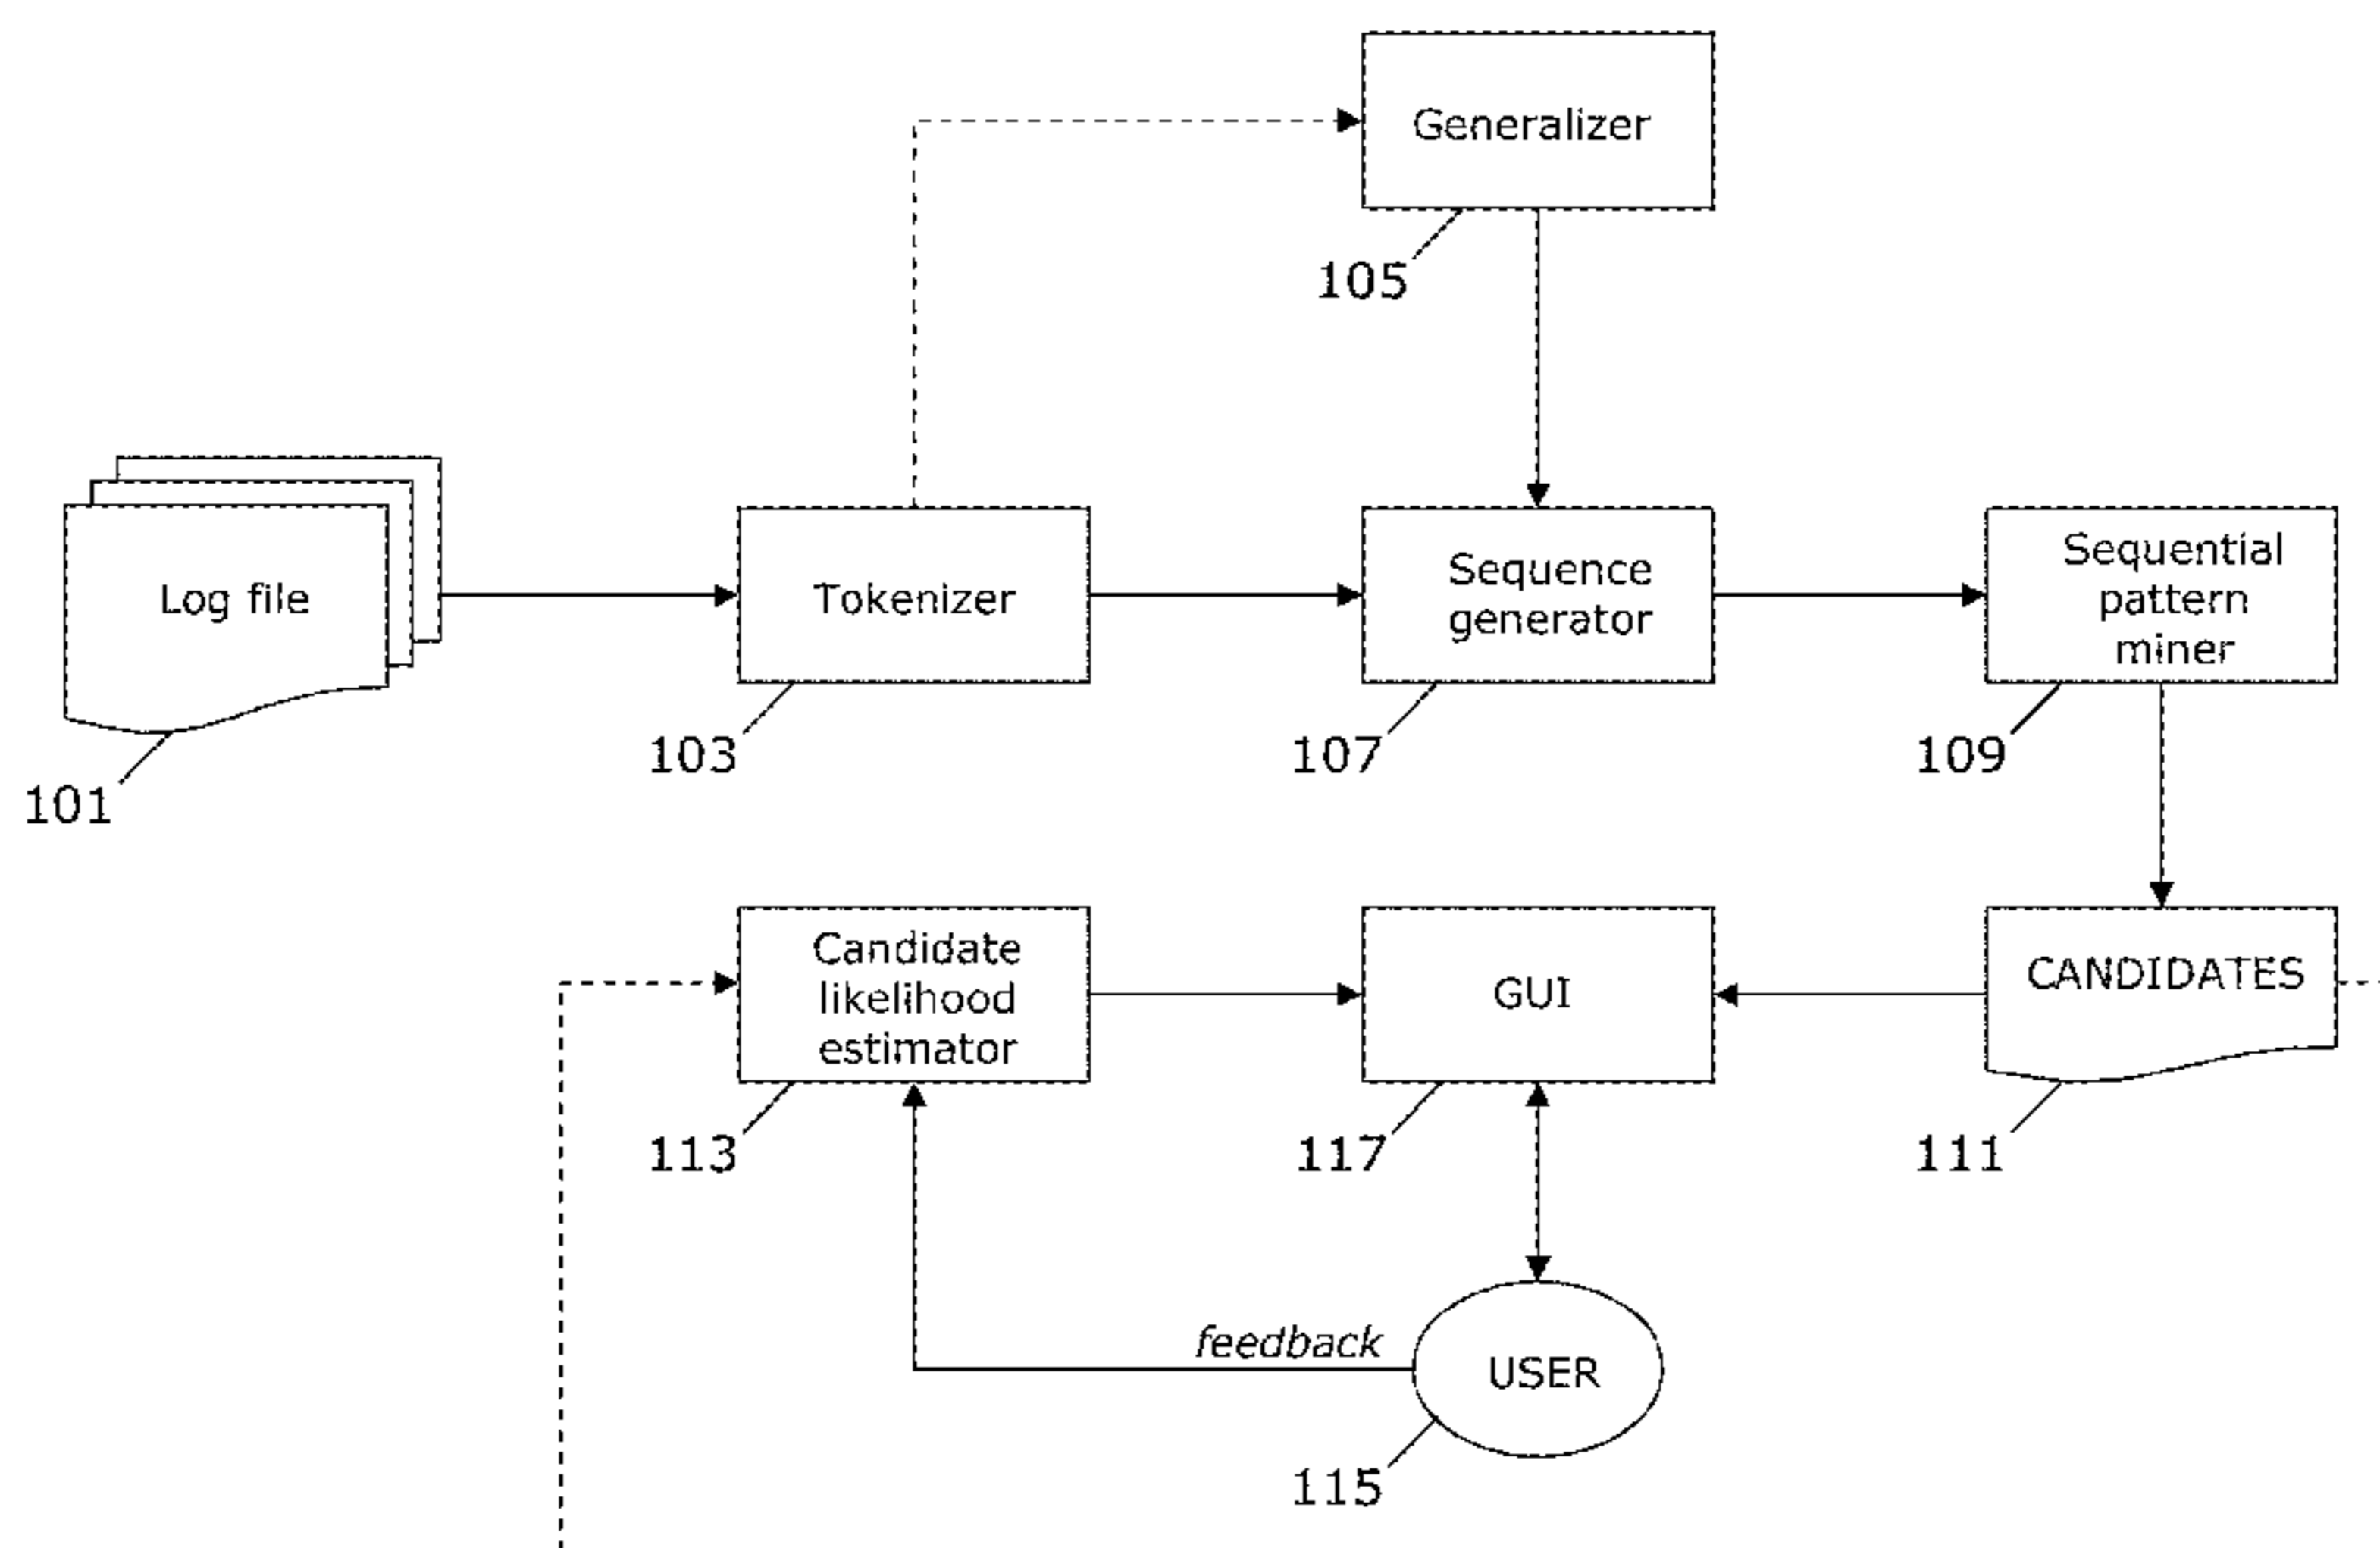 Generalizer
105
Log file
Tokenizer
Sequence
generator
Sequential
pattern
miner
101
103
107
109
Candidate
likelihood
estimator
GUI
CANDIDATES
113
117
111
feedback
USER
115